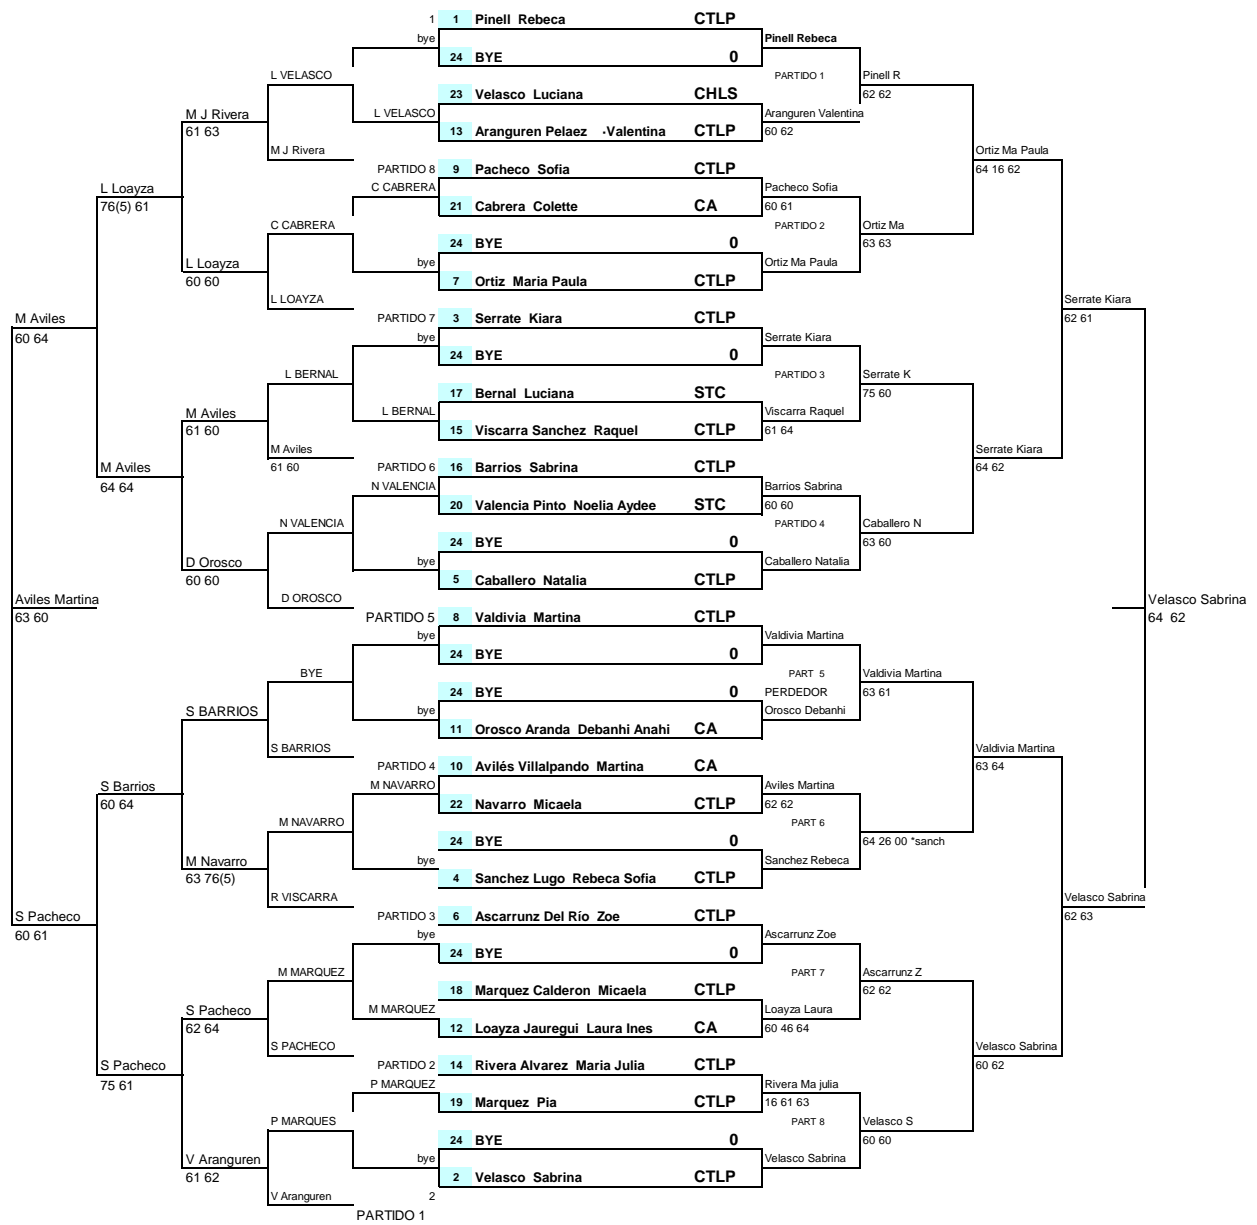 1 1 Pinell Rebeca CTLP
bye Pinell Rebeca
24 BYE 0
L VELASCO PARTIDO 1 Pinell R
23 Velasco Luciana CHLS 62 62
M J Rivera L VELASCO Aranguren Valentina
61 63 13 Aranguren Pelaez -Valentina CTLP 60 62
M J Rivera Ortiz Ma Paula
PARTIDO 8 9 Pacheco Sofia CTLP 64 16 62
L Loayza C CABRERA Pacheco Sofia
76(5) 61 21 Cabrera Colette CA 60 61
C CABRERA PARTIDO 2 Ortiz Ma
24 BYE 0 63 63
L Loayza bye Ortiz Ma Paula
60 60 7 Ortiz Maria Paula CTLP
L LOAYZA Serrate Kiara
M Aviles PARTIDO 7 3 Serrate Kiara CTLP 62 61
60 64 bye Serrate Kiara
24 BYE 0
L BERNAL PARTIDO 3 Serrate K
17 Bernal Luciana STC 75 60
M Aviles L BERNAL Viscarra Raquel
61 60 15 Viscarra Sanchez Raquel CTLP 61 64
M Aviles Serrate Kiara
61 60 PARTIDO 6 16 Barrios Sabrina CTLP 64 62
M Aviles N VALENCIA Barrios Sabrina
64 64 20 Valencia Pinto Noelia Aydee STC 60 60
N VALENCIA PARTIDO 4 Caballero N
24 BYE 0 63 60
D Orosco bye Caballero Natalia
60 60 5 Caballero Natalia CTLP
Aviles Martina D OROSCO Velasco Sabrina
63 60 PARTIDO 5 8 Valdivia Martina CTLP 64 62
bye Valdivia Martina
24 BYE 0
BYE PART 5 Valdivia Martina
24 BYE 0 PERDEDOR 63 61
S BARRIOS bye Orosco Debanhi
11 Orosco Aranda Debanhi Anahi CA
S BARRIOS Valdivia Martina
PARTIDO 4 10 Avilés Villalpando Martina CA 63 64
S Barrios M NAVARRO Aviles Martina
60 64 22 Navarro Micaela CTLP 62 62
M NAVARRO PART 6
24 BYE 0 64 26 00 *sanch
M Navarro bye Sanchez Rebeca
63 76(5) 4 Sanchez Lugo Rebeca Sofia CTLP
R VISCARRA Velasco Sabrina
S Pacheco PARTIDO 3 6 Ascarrunz Del Río Zoe CTLP 62 63
60 61 bye Ascarrunz Zoe
24 BYE 0
M MARQUEZ PART 7 Ascarrunz Z
18 Marquez Calderon Micaela CTLP 62 62
S Pacheco M MARQUEZ Loayza Laura
62 64 12 Loayza Jauregui Laura Ines CA 60 46 64
S PACHECO Velasco Sabrina
S Pacheco PARTIDO 2 14 Rivera Alvarez Maria Julia CTLP 60 62
75 61 P MARQUEZ Rivera Ma julia
19 Marquez Pia CTLP 16 61 63
P MARQUES PART 8 Velasco S
24 BYE 0 60 60
V Aranguren bye Velasco Sabrina
61 62 2 Velasco Sabrina CTLP
V Aranguren 2
PARTIDO 1